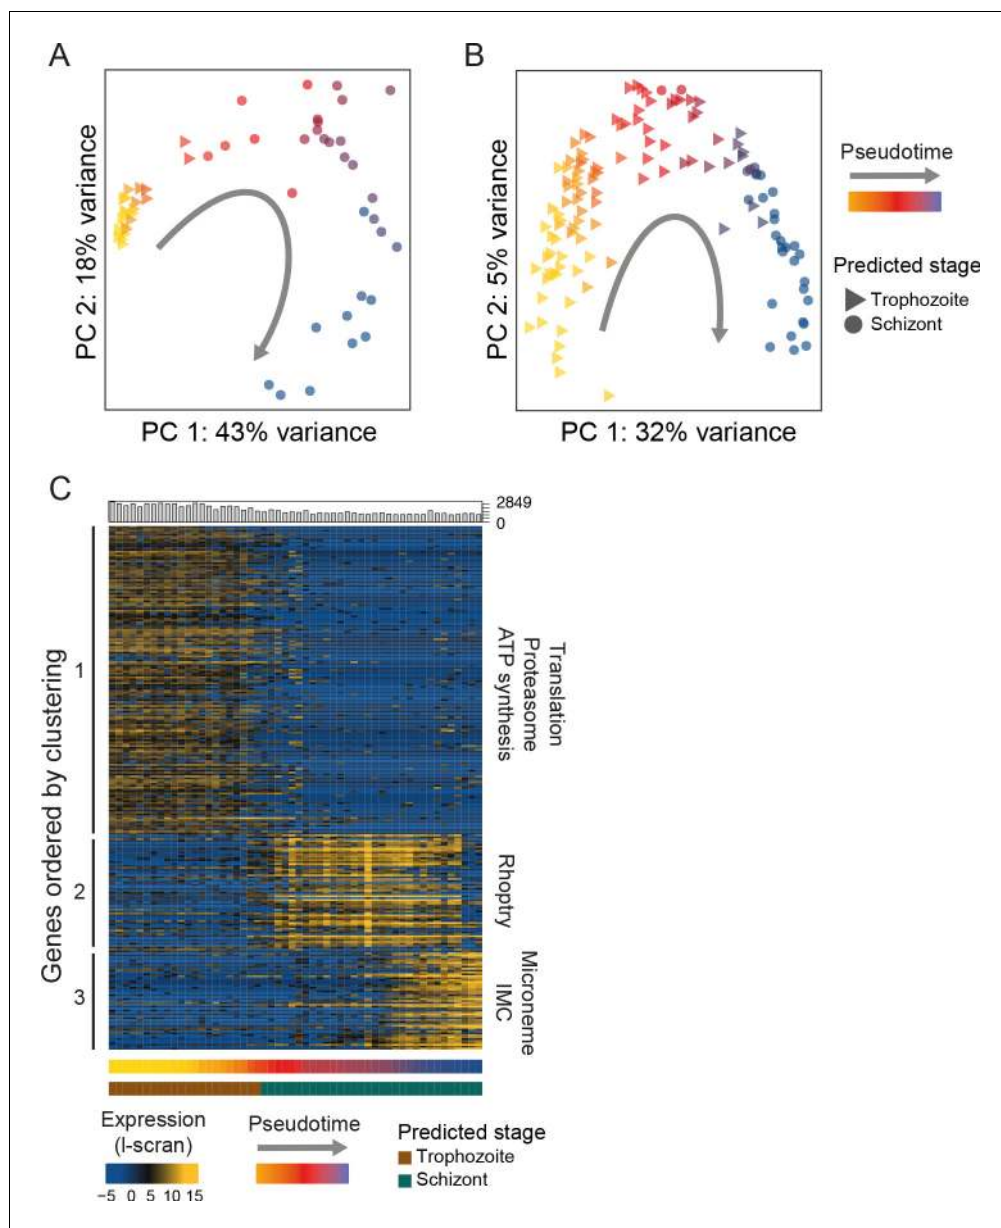 A
PC 2: 18% variance
PC 1: 43% variance
B
PC 2: 5% variance
PC 1: 32% variance
Pseudotime
Predicted stage
Trophozoite
Schizont
C
2849
0
Genes ordered by clustering
1
2
3
Translation
Proteasome
ATP synthesis
Rhoptry
Microneme
IMC
Expression
(l-scran)
−5 0 5 10 15
Pseudotime
Predicted stage
Trophozoite
Schizont